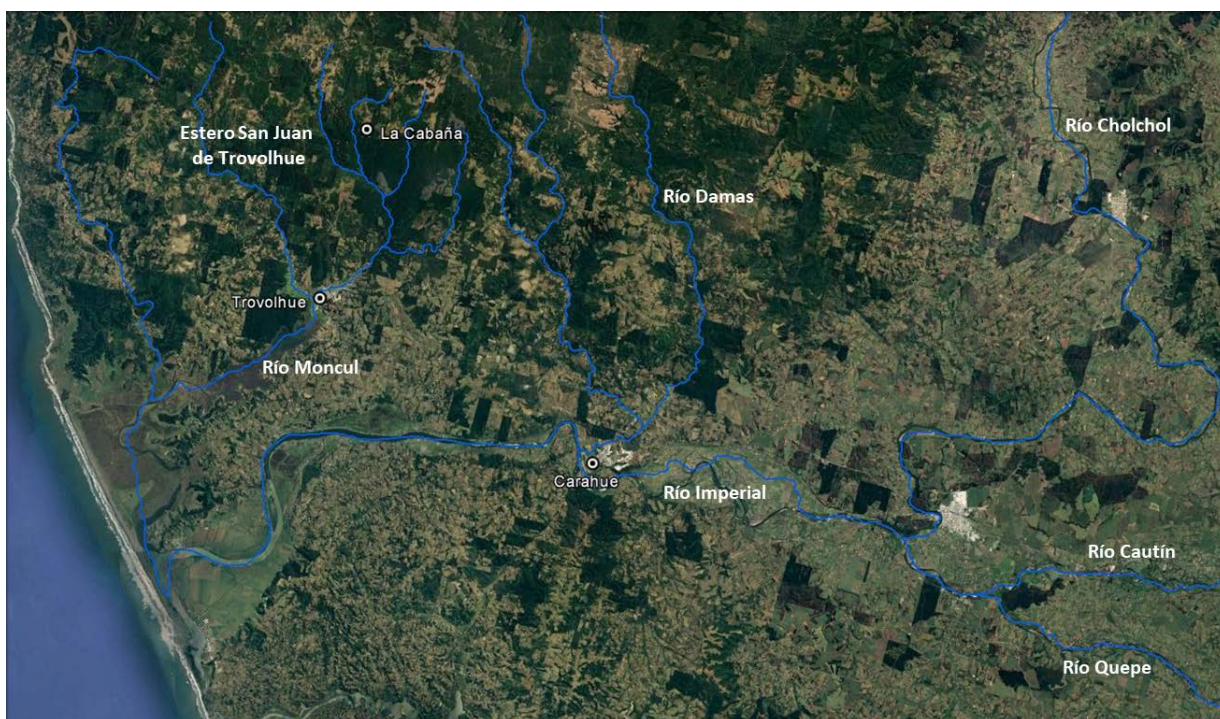 Río Cholchol
Estero San Juan
de Trovolhue
La Cabaña
Río Damas
Trovolhue
Río Moncul
Carahue
Río Imperial
Río Cautín
Río Quepe